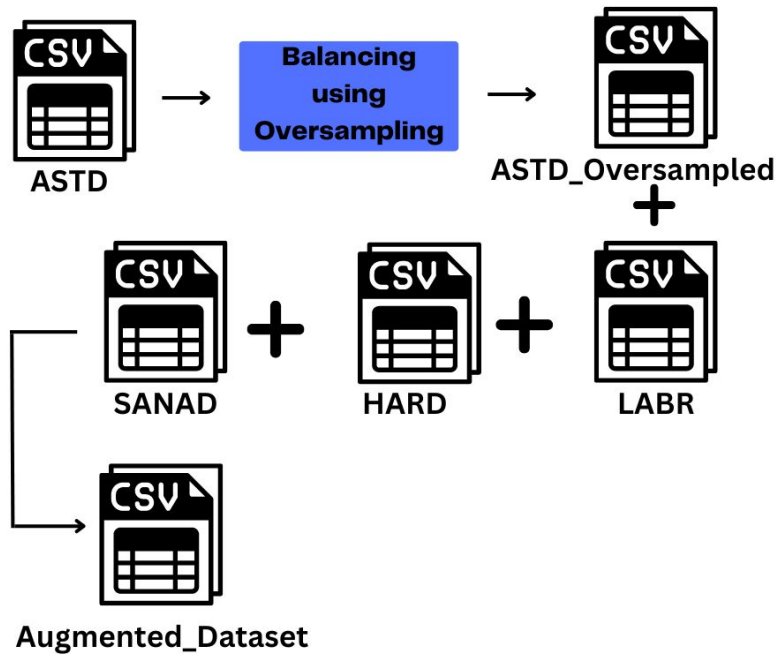 CSV
ASTD
Balancing
using
Oversampling
CSV
ASTD_Oversampled
+
CSV
SANAD
+
CSV
HARD
+
CSV
LABR
CSV
Augmented_Dataset